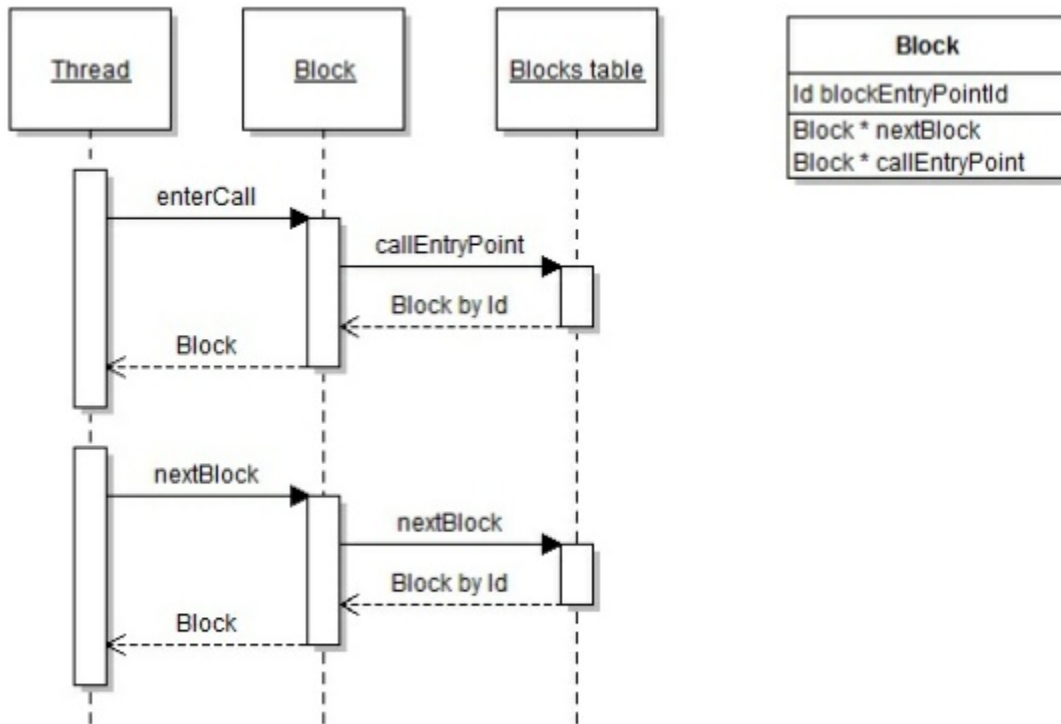 Thread
Block
Blocks table
Block
Id blockEntryPointId
Block * nextBlock
Block * callEntryPoint
enterCall
callEntryPoint
Block by Id
Block
nextBlock
nextBlock
Block by Id
Block